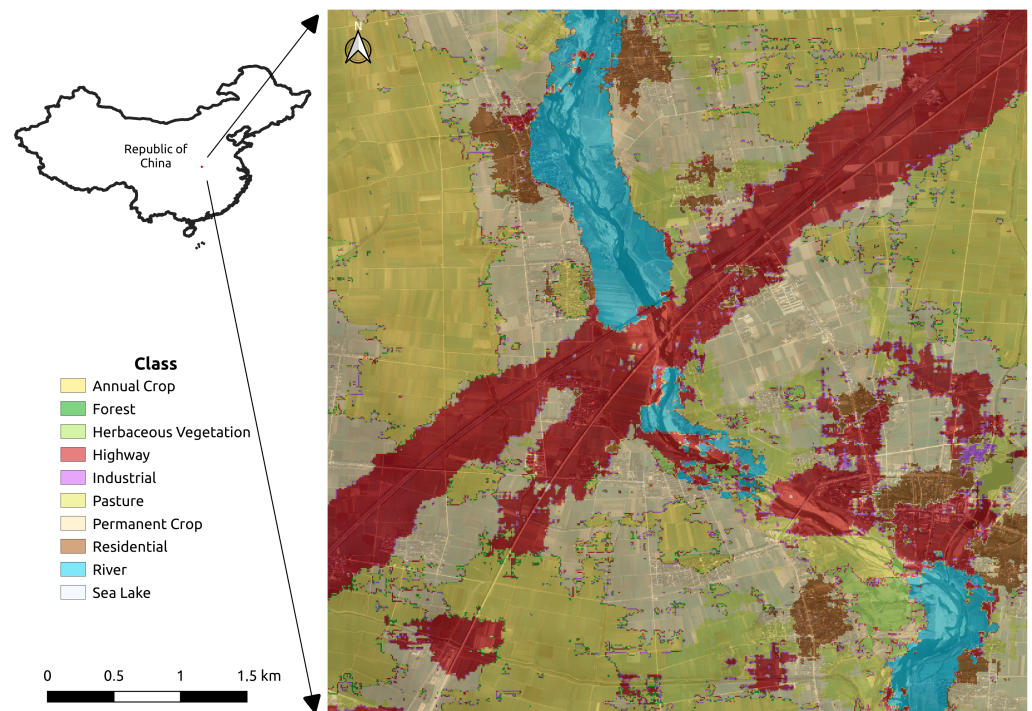 N
Republic of
China
Class
Annual Crop
Forest
Herbaceous Vegetation
Highway
Industrial
Pasture
Permanent Crop
Residential
River
Sea Lake
0 0.5 1 1.5 km